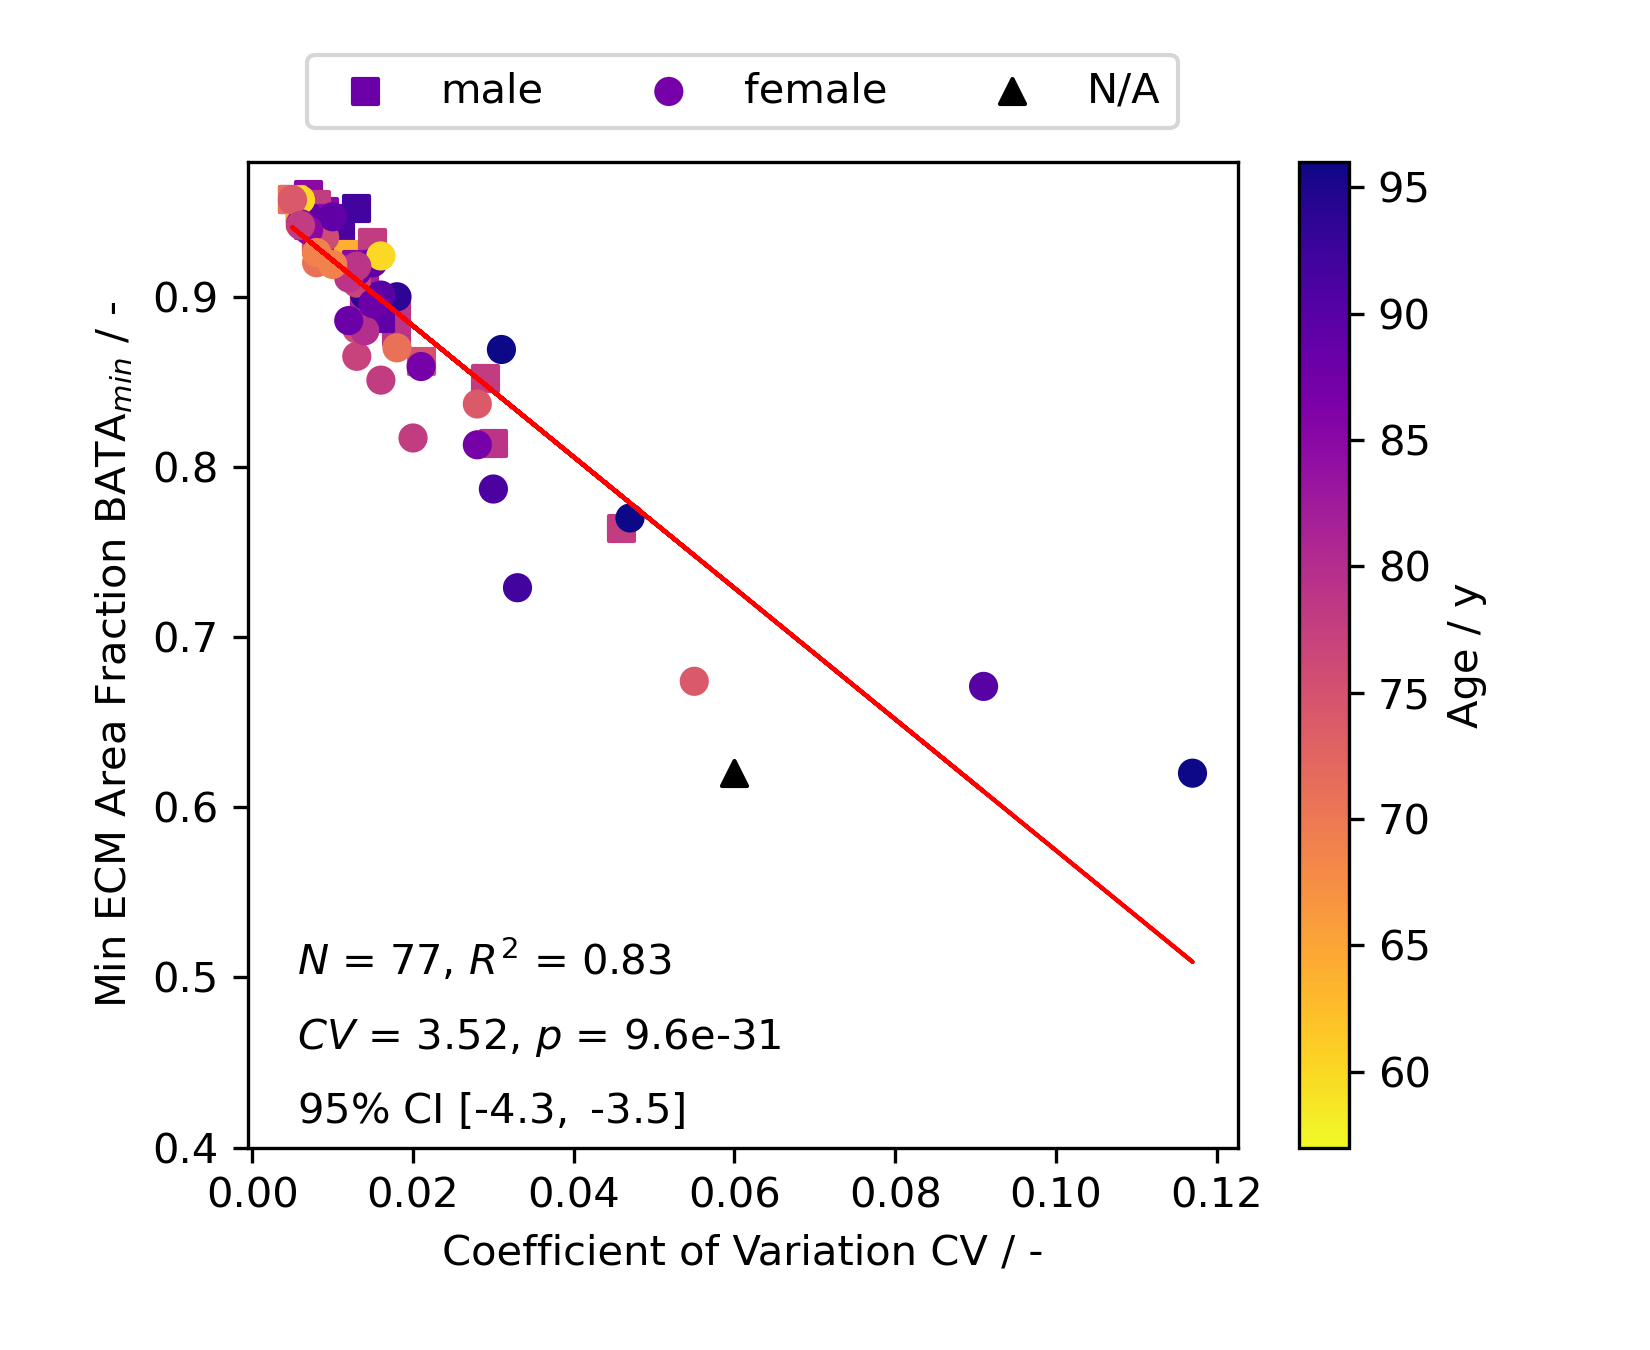 male female N/A
Min ECM Area Fraction BATAmin / -
0.9
0.8
0.7
0.6
0.5
0.4
N = 77, R² = 0.83
CV = 3.52, p = 9.6e-31
95% CI [-4.3, -3.5]
0.00 0.02 0.04 0.06 0.08 0.10 0.12
Coefficient of Variation CV / -
95
90
85
80
75
70
65
60
Age / y